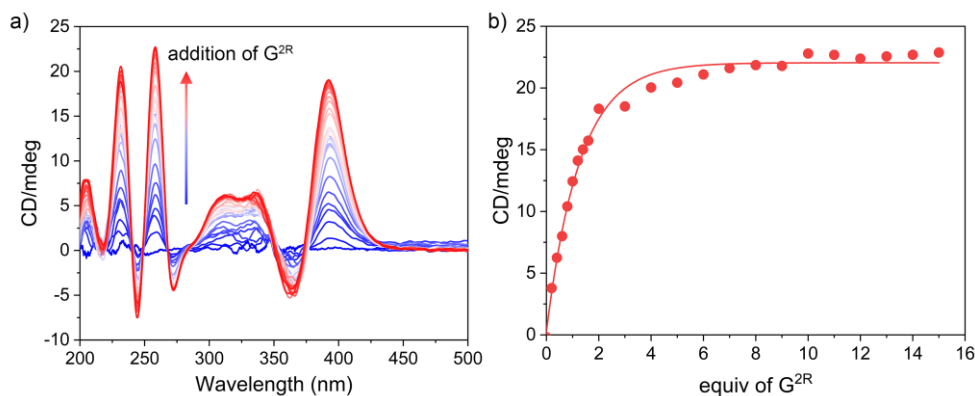 a)
addition of G²ᴿ
CD/mdeg
25
20
15
10
5
0
-5
-10
200 250 300 350 400 450 500
Wavelength (nm)
b)
CD/mdeg
25
20
15
10
5
0
0 2 4 6 8 10 12 14 16
equiv of G²ᴿ